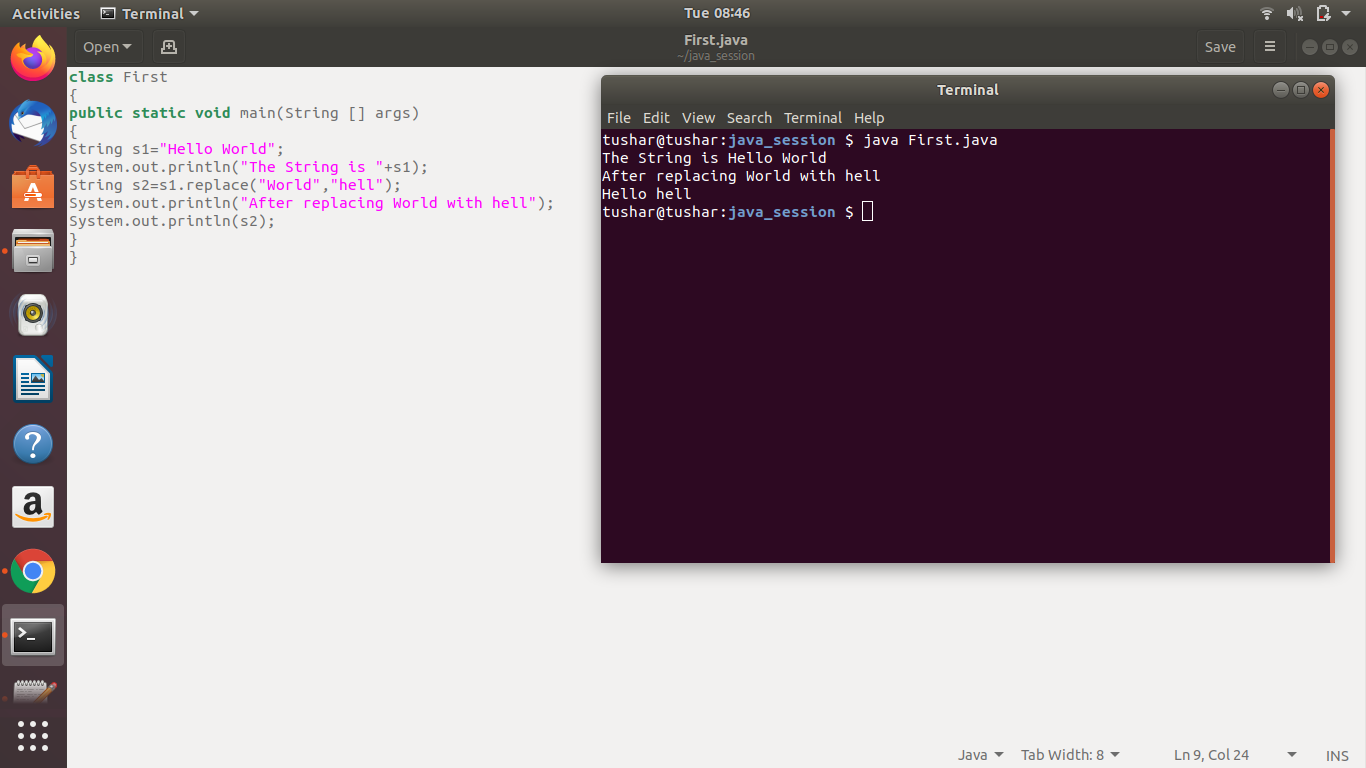 Activities Terminal Tue 08:46
Open First.java Save
~/java_session
class First
{
public static void main(String [] args)
{
String s1="Hello World";
System.out.println("The String is "+s1);
String s2=s1.replace("World","hell");
System.out.println("After replacing World with hell");
System.out.println(s2);
}
}
Terminal
File Edit View Search Terminal Help
tushar@tushar:java_session $ java First.java
The String is Hello World
After replacing World with hell
Hello hell
tushar@tushar:java_session $
Java Tab Width: 8 Ln 9, Col 24 INS